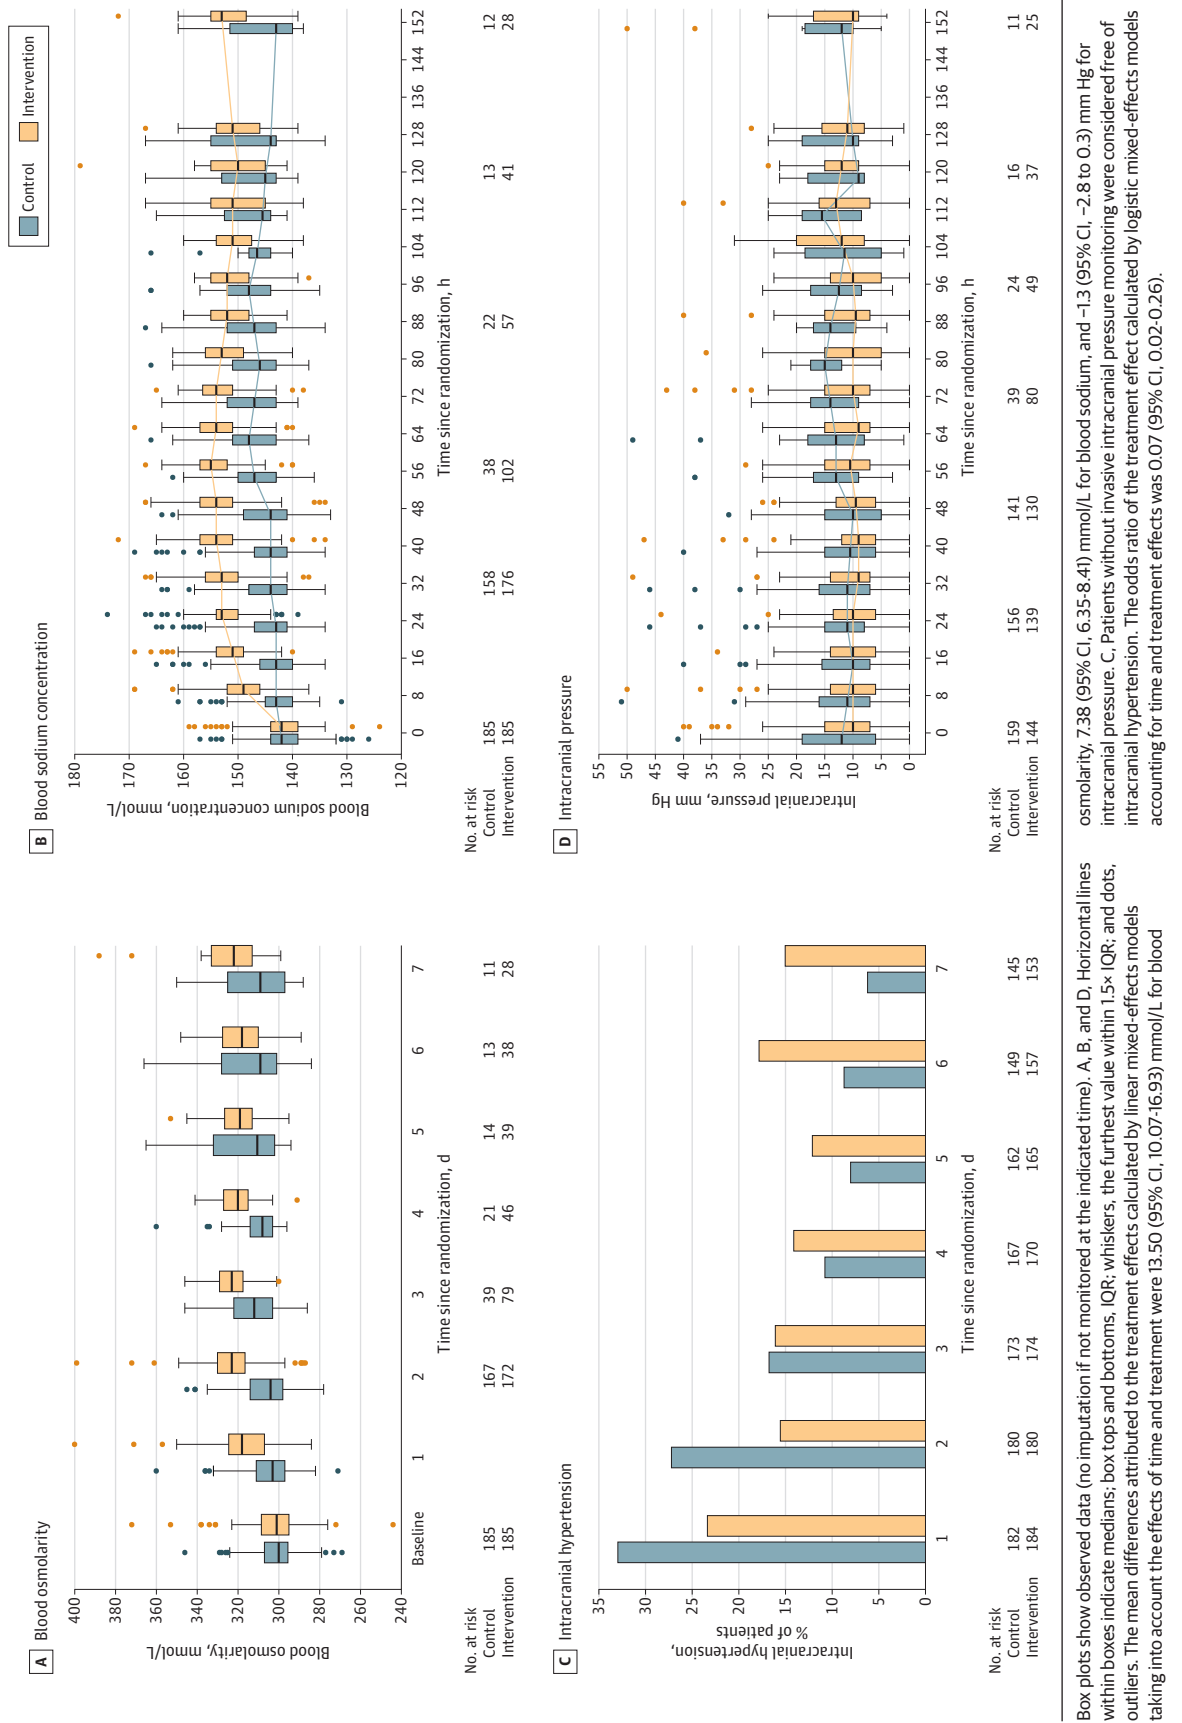 Control
Intervention
A Blood osmolarity
400
380
360
340
320
300
280
260
240
Blood osmolarity, mmol/L
Baseline 1 2 3 4 5 6 7
Time since randomization, d
No. at risk
Control 185 167 39 21 14 13 11
Intervention 185 172 79 46 39 38 28
B Blood sodium concentration
180
170
160
150
140
130
120
Blood sodium concentration, mmol/L
0 8 16 24 32 40 48 56 64 72 80 88 96 104 112 120 128 136 144 152
Time since randomization, h
No. at risk
Control 185 158 38 39 22 24 13 12
Intervention 185 176 102 80 57 49 41 28
C Intracranial hypertension
35
30
25
20
15
10
5
0
Intracranial hypertension,
% of patients
1 2 3 4 5 6 7
Time since randomization, d
No. at risk
Control 182 180 173 167 162 149 145
Intervention 184 180 174 170 165 157 153
D Intracranial pressure
55
50
45
40
35
30
25
20
15
10
5
0
Intracranial pressure, mm Hg
0 8 16 24 32 40 48 56 64 72 80 88 96 104 112 120 128 136 144 152
Time since randomization, h
No. at risk
Control 159 156 141 39 24 16 11
Intervention 144 139 130 80 49 37 25
Box plots show observed data (no imputation if not monitored at the indicated time). A, B, and D, Horizontal lines
within boxes indicate medians; box tops and bottoms, IQR; whiskers, the furthest value within 1.5× IQR; and dots,
outliers. The mean differences attributed to the treatment effects calculated by linear mixed-effects models
taking into account the effects of time and treatment were 13.50 (95% CI, 10.07-16.93) mmol/L for blood
osmolarity, 7.38 (95% CI, 6.35-8.41) mmol/L for blood sodium, and −1.3 (95% CI, −2.8 to 0.3) mm Hg for
intracranial pressure. C, Patients without invasive intracranial pressure monitoring were considered free of
intracranial hypertension. The odds ratio of the treatment effect calculated by logistic mixed-effects models
accounting for time and treatment effects was 0.07 (95% CI, 0.02-0.26).